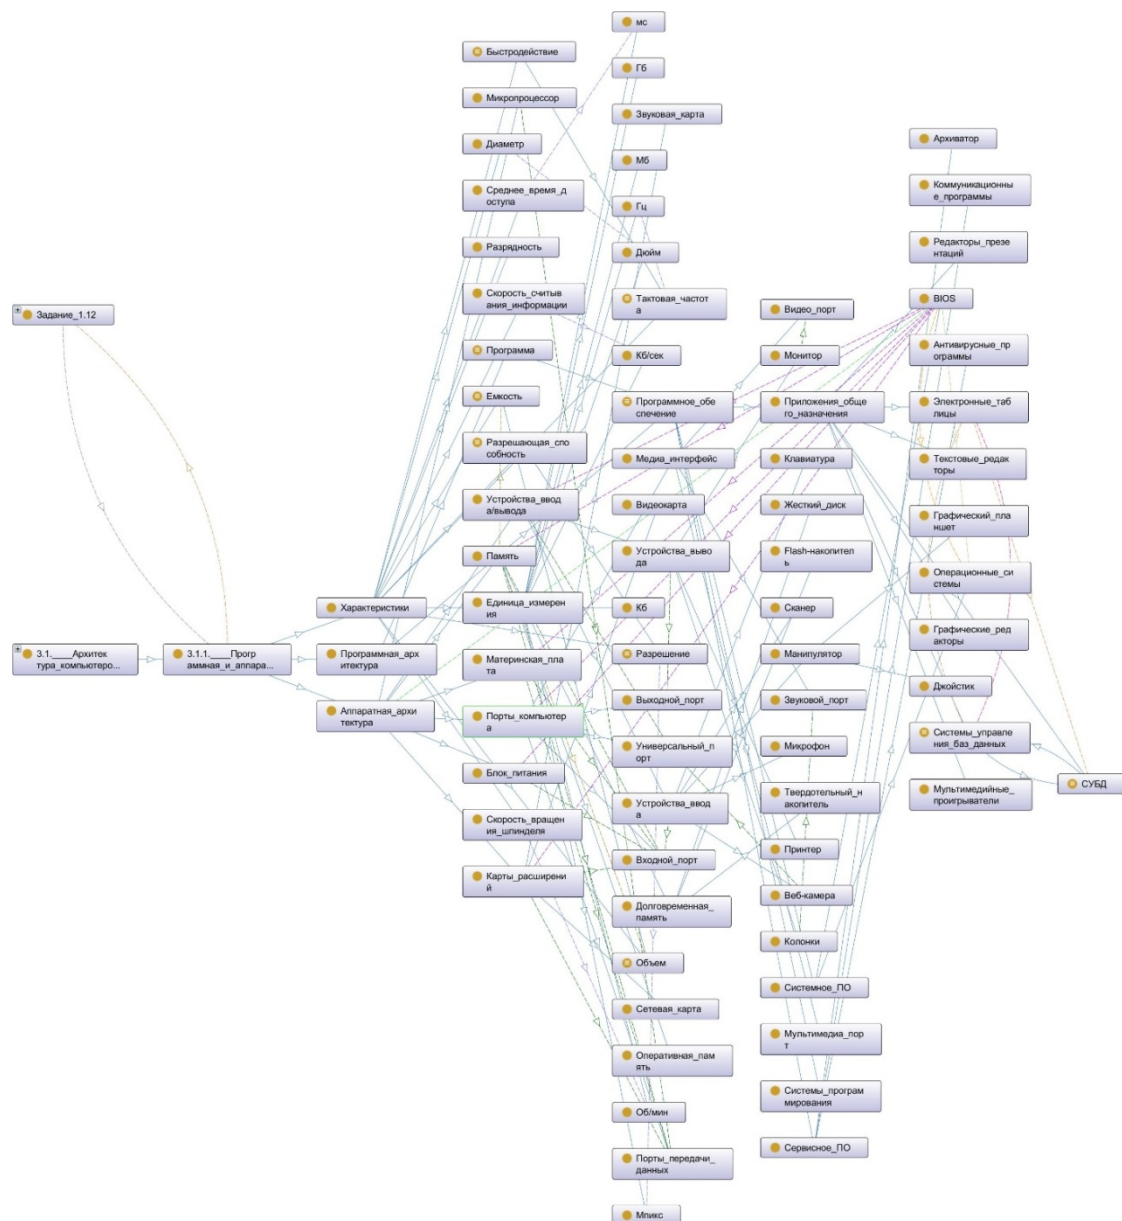 Задание_1.12
3.1.____Архитек
тура_компьютеро...
3.1.1.____Прогр
аммная_и_аппара...
Характеристики
Программная_арх
итектура
Аппаратная_архи
тектура
Быстродействие
Микропроцессор
Диаметр
Среднее_время_д
оступа
Разрядность
Скорость_считыв
ания_информации
Программа
Емкость
Разрешающая_спо
собность
Устройства_ввод
а/вывода
Память
Единица_измерен
ия
Материнская_пла
та
Порты_компьютер
а
Блок_питания
Скорость_вращен
ия_шпинделя
Карты_расширени
й
мс
Гб
Звуковая_карта
Мб
Гц
Дюйм
Тактовая_частот
а
Кб/сек
Программное_обе
спечение
Медиа_интерфейс
Видеокарта
Устройства_выво
да
Кб
Разрешение
Выходной_порт
Универсальный_п
орт
Устройства_ввод
а
Входной_порт
Долговременная_
память
Объем
Сетевая_карта
Оперативная_пам
ять
Об/мин
Порты_передачи_
данных
Мпикс
Видео_порт
Монитор
Приложения_обще
го_назначения
Клавиатура
Жесткий_диск
Flash-накопител
ь
Сканер
Манипулятор
Звуковой_порт
Микрофон
Твердотельный_н
акопитель
Принтер
Веб-камера
Колонки
Системное_ПО
Мультимедиа_пор
т
Системы_програм
мирования
Сервисное_ПО
Архиватор
Коммуникационны
е_программы
Редакторы_презе
нтаций
BIOS
Антивирусные_пр
ограммы
Электронные_таб
лицы
Текстовые_редак
торы
Графический_пла
ншет
Операционные_си
стемы
Графические_ред
акторы
Джойстик
Системы_управле
ния_баз_данных
Мультимедийные_
проигрыватели
СУБД